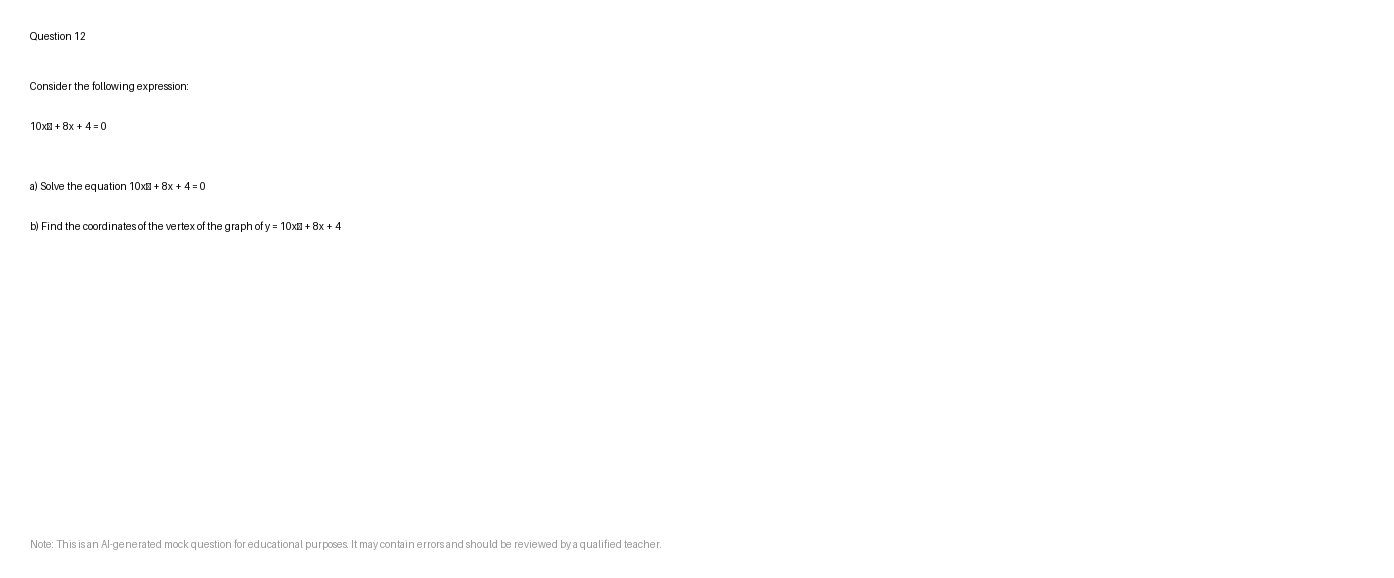 Question 12
Consider the following expression:
10x▯ + 8x + 4 = 0
a) Solve the equation 10x▯ + 8x + 4 = 0
b) Find the coordinates of the vertex of the graph of y = 10x▯ + 8x + 4
Note: This is an AI-generated mock question for educational purposes. It may contain errors and should be reviewed by a qualified teacher.